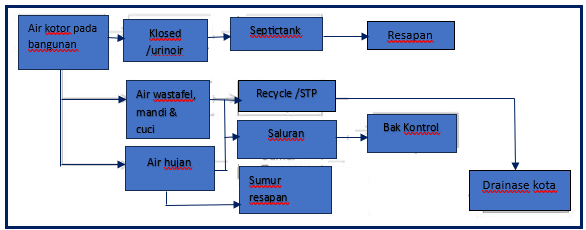 Air kotor pada
bangunan
Klosed
/urinoir
Septictank
Resapan
Air wastafel,
mandi &
cuci
Recycle /STP
Saluran
Bak Kontrol
Air hujan
Sumur
resapan
Drainase kota